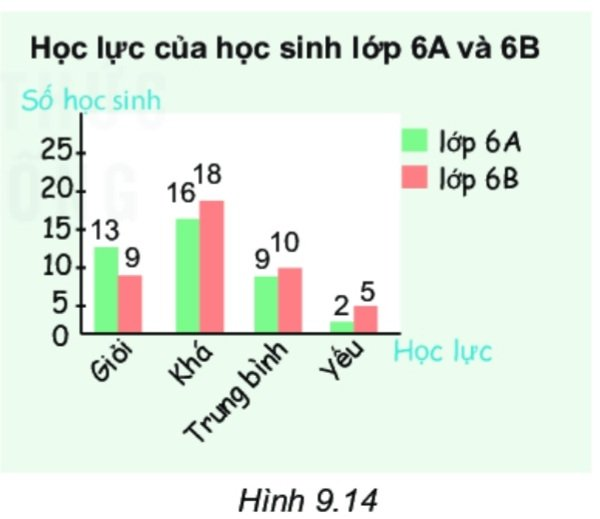 Học lực của học sinh lớp 6A và 6B
Số học sinh
lớp 6A
lớp 6B
25
20
15
10
5
0
13
9
16
18
9
10
2
5
Giỏi
Khá
Trung bình
Yếu
Học lực
Hình 9.14